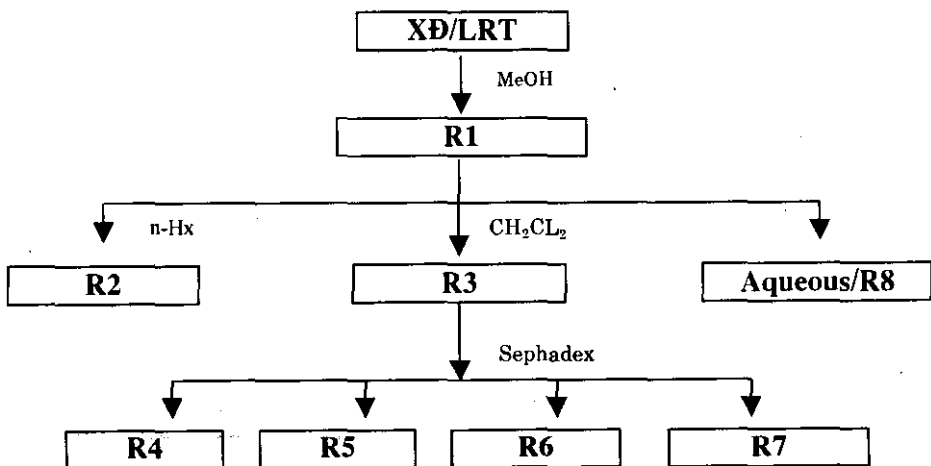 XĐ/LRT
MeOH
R1
n-Hx
CH₂CL₂
R2
R3
Aqueous/R8
Sephadex
R4
R5
R6
R7